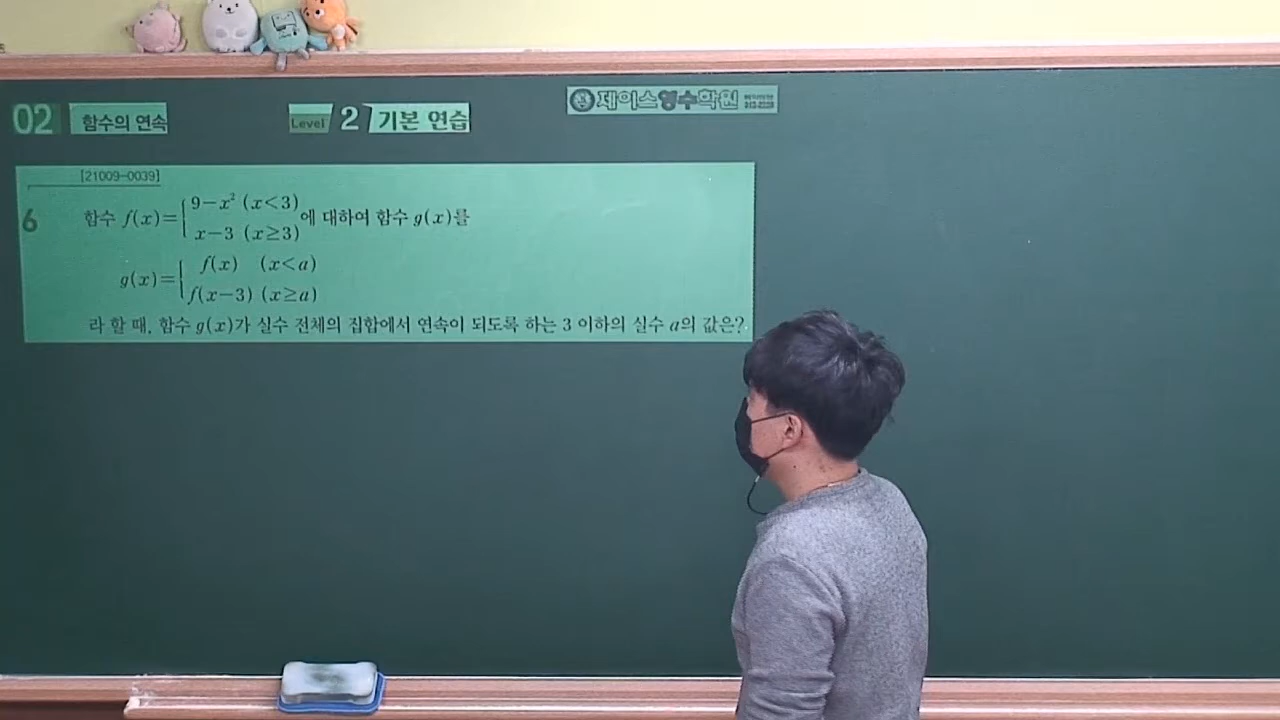 02 함수의 연속
Level 2 기본 연습
제이스영수학원
[21009-0039]
6 함수 f(x)={ 9-x² (x<3)
x-3 (x≥3) 에 대하여 함수 g(x)를
g(x)={ f(x) (x<a)
f(x-3) (x≥a)
라 할 때, 함수 g(x)가 실수 전체의 집합에서 연속이 되도록 하는 3 이하의 실수 a의 값은?